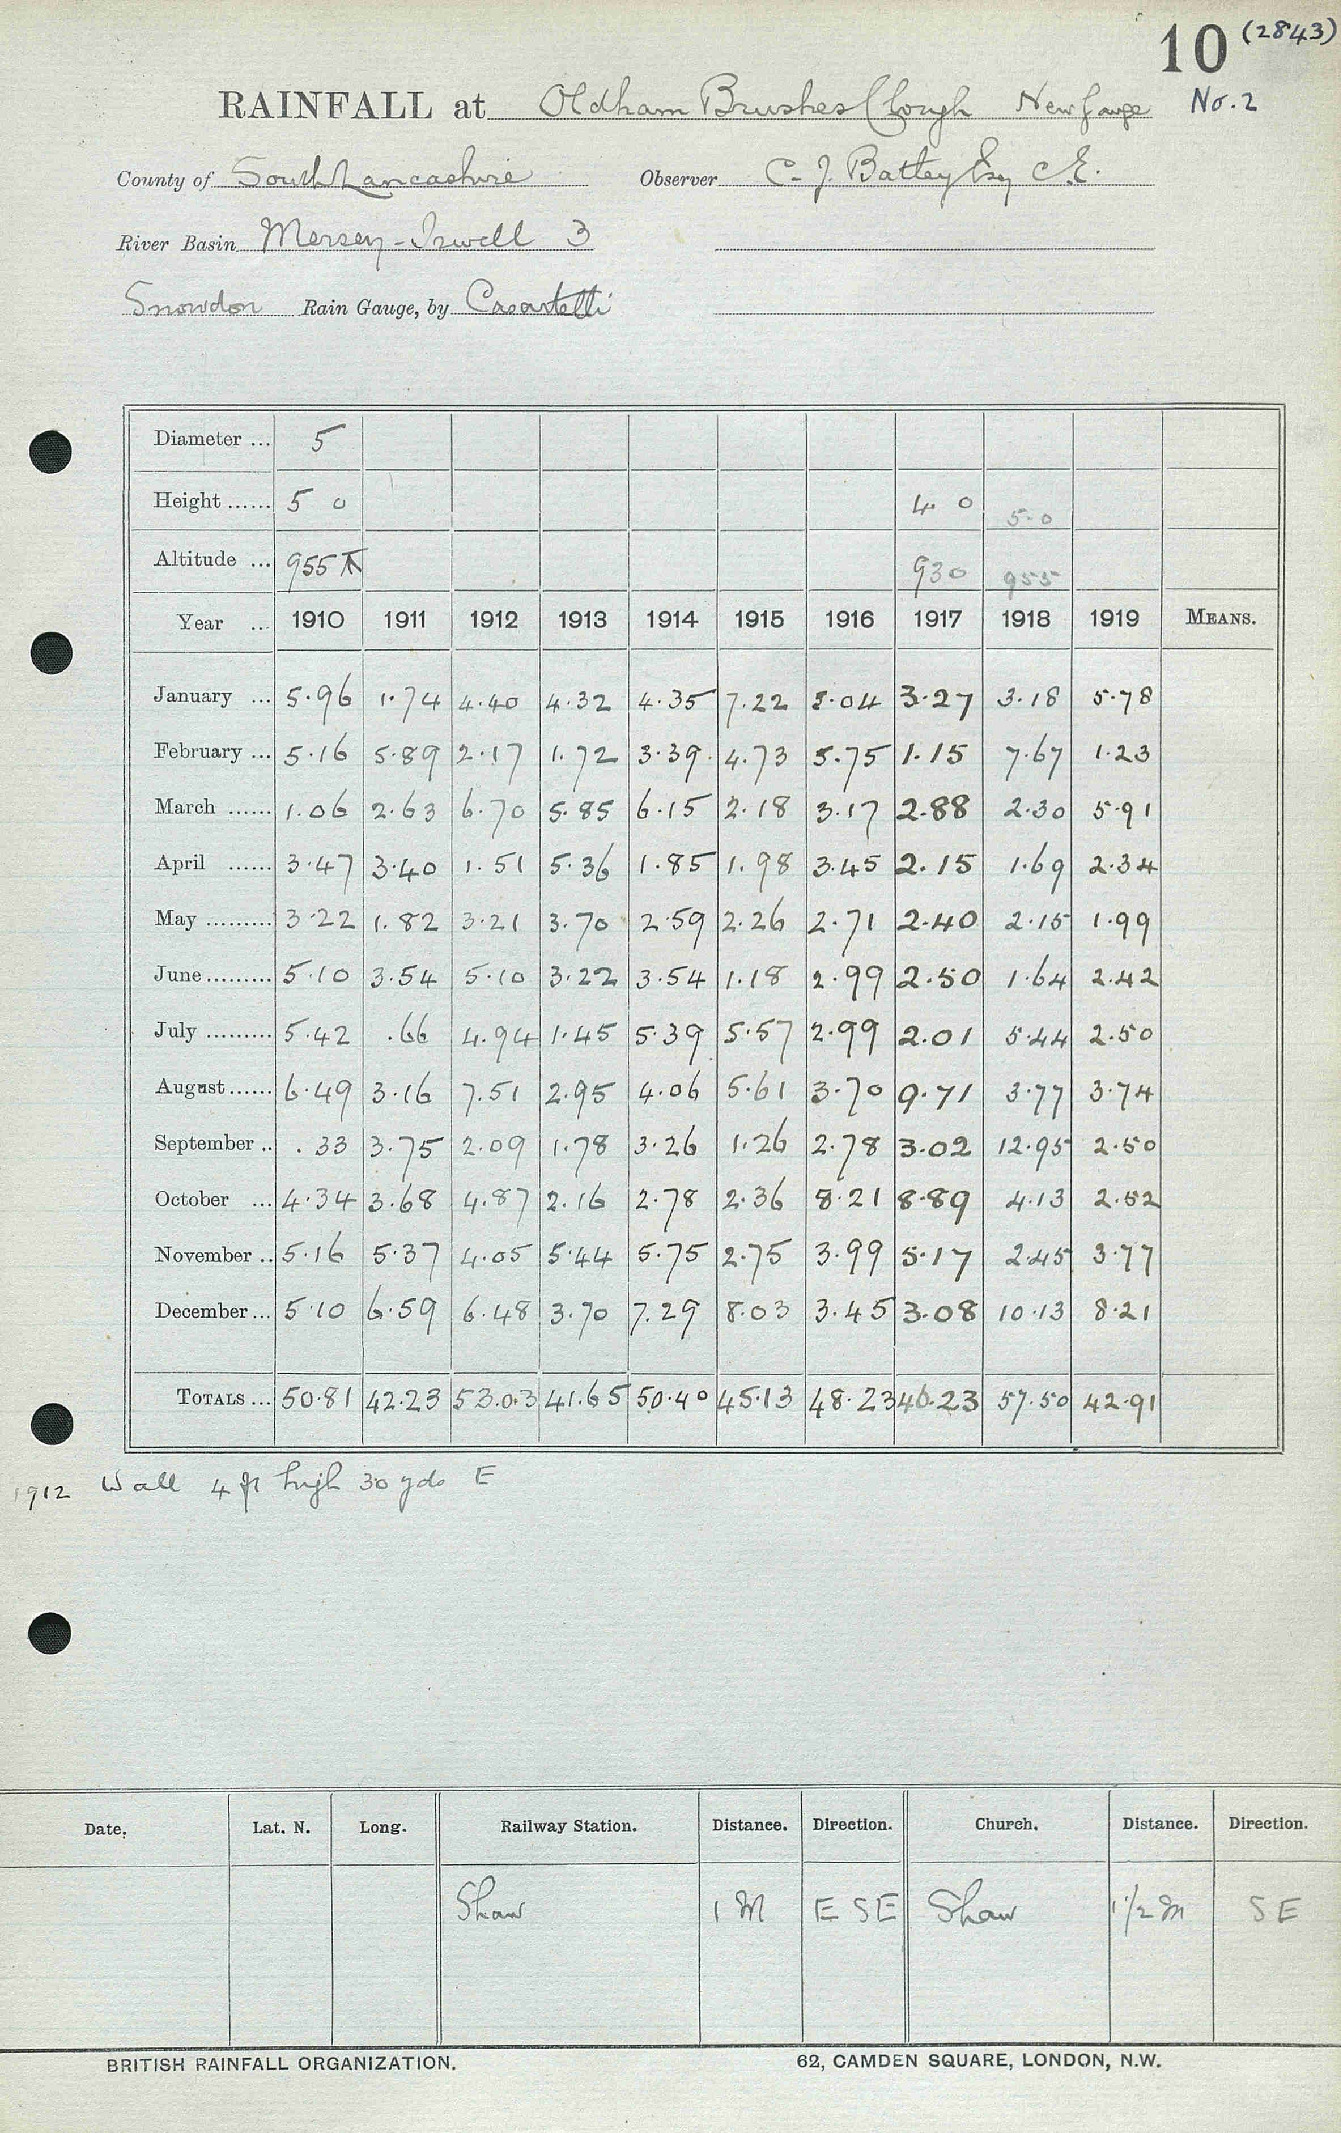 10 (2843)
RAINFALL at Oldham Brushes Clough New Gauge No. 2
County of South Lancashire Observer C. J. Batley Esq C.E.
River Basin Mersey-Irwell 3
Snowdon Rain Gauge, by Casartelli
Diameter ... 5
Height ...... 5 0 4 0 5-0
Altitude ... 955 930 955
Year ... 1910 1911 1912 1913 1914 1915 1916 1917 1918 1919 MEANS.
January ... 5.96 1.74 4.40 4.32 4.35 7.22 5.04 3.27 3.18 5.78
February ... 5.16 5.89 2.17 1.72 3.39 4.73 5.75 1.15 7.67 1.23
March ...... 1.06 2.63 6.70 5.85 6.15 2.18 3.17 2.88 2.30 5.91
April ...... 3.47 3.40 1.51 5.36 1.85 1.98 3.45 2.15 1.69 2.34
May ......... 3.22 1.82 3.21 3.70 2.59 2.26 2.71 2.40 2.15 1.99
June ......... 5.10 3.54 5.10 3.22 3.54 1.18 2.99 2.50 1.64 2.42
July ......... 5.42 .66 4.94 1.45 5.39 5.57 2.99 2.01 5.44 2.50
August ...... 6.49 3.16 7.51 2.95 4.06 5.61 3.70 9.71 3.77 3.74
September .. .33 3.75 2.09 1.78 3.26 1.26 2.78 3.02 12.95 2.50
October ... 4.34 3.68 4.87 2.16 2.78 2.36 8.21 8.89 4.13 2.52
November .. 5.16 5.37 4.05 5.44 5.75 2.75 3.99 5.17 2.45 3.77
December ... 5.10 6.59 6.48 3.70 7.29 8.03 3.45 3.08 10.13 8.21
TOTALS ... 50.81 42.23 53.03 41.65 50.40 45.13 48.23 46.23 57.50 42.91
1912 Wall 4 ft high 30 yds E
Date. Lat. N. Long. Railway Station. Distance. Direction. Church. Distance. Direction.
Shaw 1 M E SE Shaw 1 1/2 M SE
BRITISH RAINFALL ORGANIZATION. 62, CAMDEN SQUARE, LONDON, N.W.